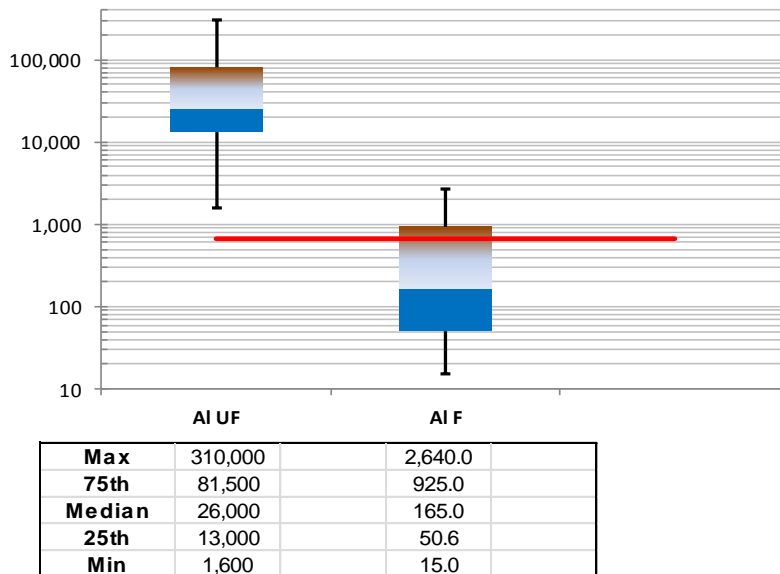 100,000
10,000
1,000
100
10
Al UF Al F
Max 310,000 2,640.0
75th 81,500 925.0
Median 26,000 165.0
25th 13,000 50.6
Min 1,600 15.0